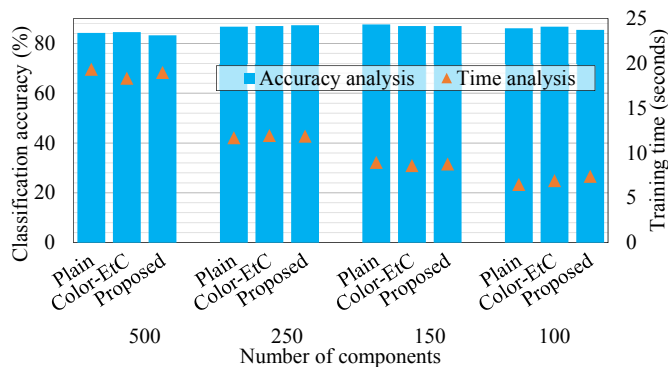 Classification accuracy (%)
80
60
40
20
0
Accuracy analysis
Time analysis
25
20
15
10
5
0
Training time (seconds)
Plain
Color-EtC
Proposed
Plain
Color-EtC
Proposed
Plain
Color-EtC
Proposed
Plain
Color-EtC
Proposed
500
250
150
100
Number of components